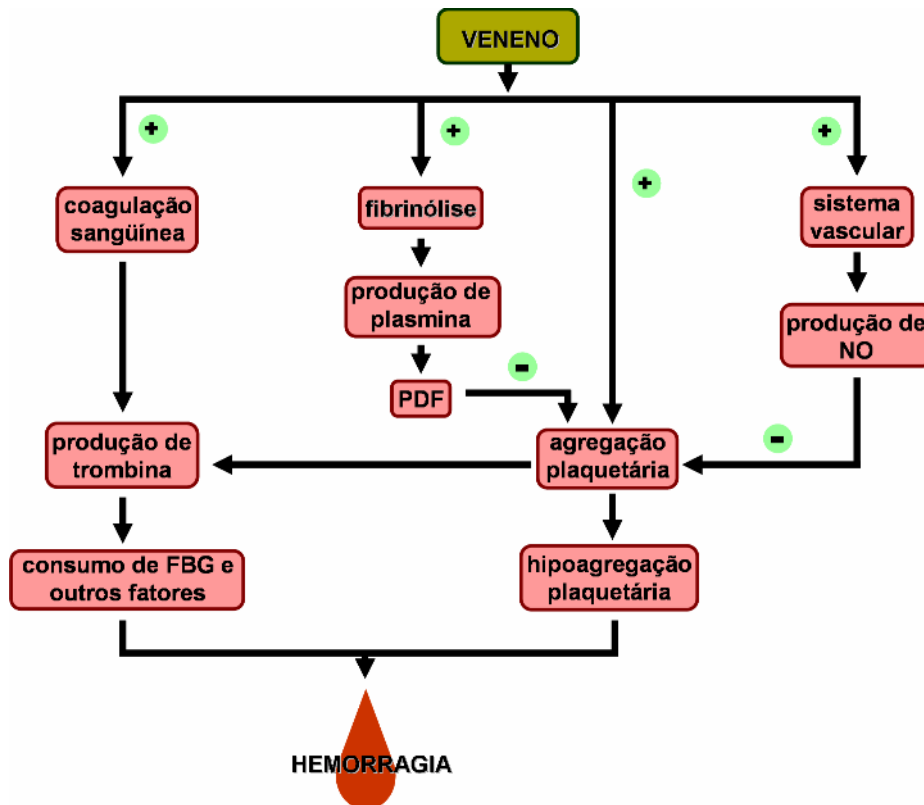 VENENO
+
+
+
+
coagulação
sangüínea
fibrinólise
sistema
vascular
produção de
plasmina
produção de
NO
-
PDF
-
produção de
trombina
agregação
plaquetária
consumo de FBG e
outros fatores
hipoagregação
plaquetária
HEMORRAGIA